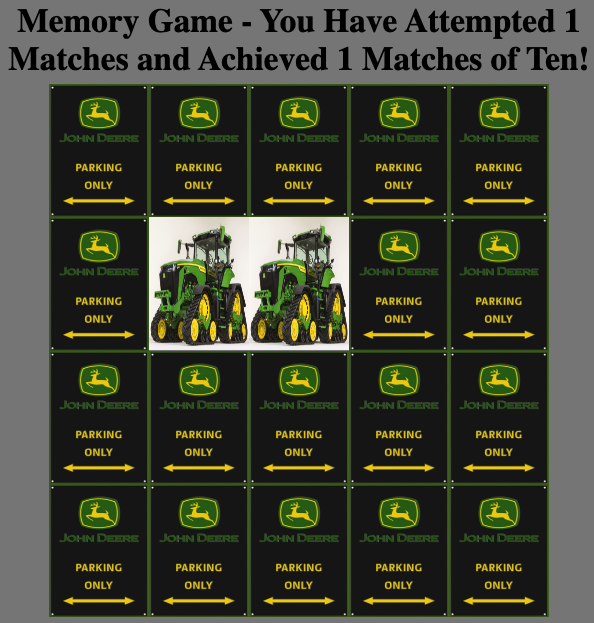 Memory Game - You Have Attempted 1
Matches and Achieved 1 Matches of Ten!
JOHN DEERE JOHN DEERE JOHN DEERE JOHN DEERE JOHN DEERE
PARKING PARKING PARKING PARKING PARKING
ONLY ONLY ONLY ONLY ONLY
JOHN DEERE JOHN DEERE JOHN DEERE
PARKING PARKING PARKING
ONLY ONLY ONLY
JOHN DEERE JOHN DEERE JOHN DEERE JOHN DEERE JOHN DEERE
PARKING PARKING PARKING PARKING PARKING
ONLY ONLY ONLY ONLY ONLY
JOHN DEERE JOHN DEERE JOHN DEERE JOHN DEERE JOHN DEERE
PARKING PARKING PARKING PARKING PARKING
ONLY ONLY ONLY ONLY ONLY